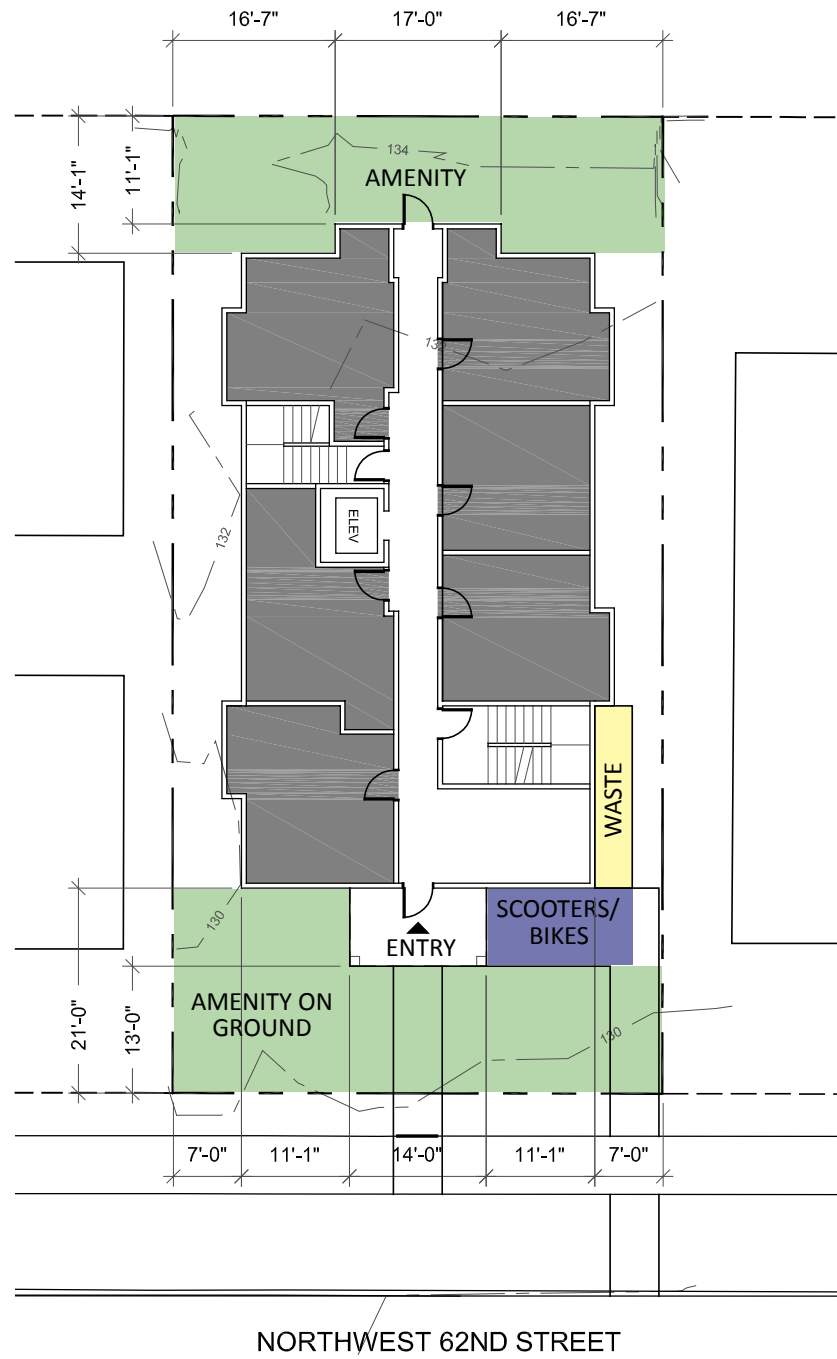 16'-7"
17'-0"
16'-7"
14'-1"
11'-1"
134
AMENITY
132
ELEV
WASTE
SCOOTERS/
BIKES
ENTRY
130
AMENITY ON
GROUND
21'-0"
13'-0"
130
7'-0"
11'-1"
14'-0"
11'-1"
7'-0"
NORTHWEST 62ND STREET